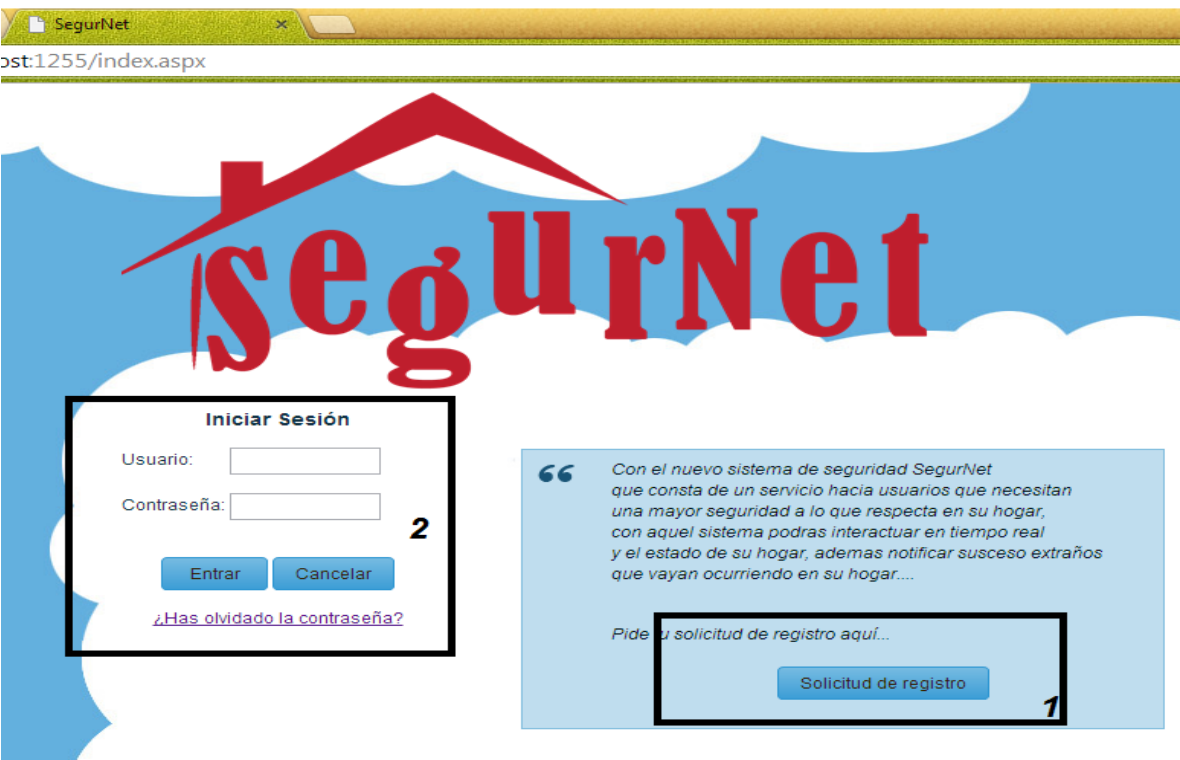 SegurNet
ost:1255/index.aspx
segurNet
Iniciar Sesión
Usuario:
Contraseña:
2
Entrar Cancelar
¿Has olvidado la contraseña?
“ Con el nuevo sistema de seguridad SegurNet
que consta de un servicio hacia usuarios que necesitan
una mayor seguridad a lo que respecta en su hogar,
con aquel sistema podras interactuar en tiempo real
y el estado de su hogar, ademas notificar susceso extraños
que vayan ocurriendo en su hogar....
Pide tu solicitud de registro aquí...
Solicitud de registro
1